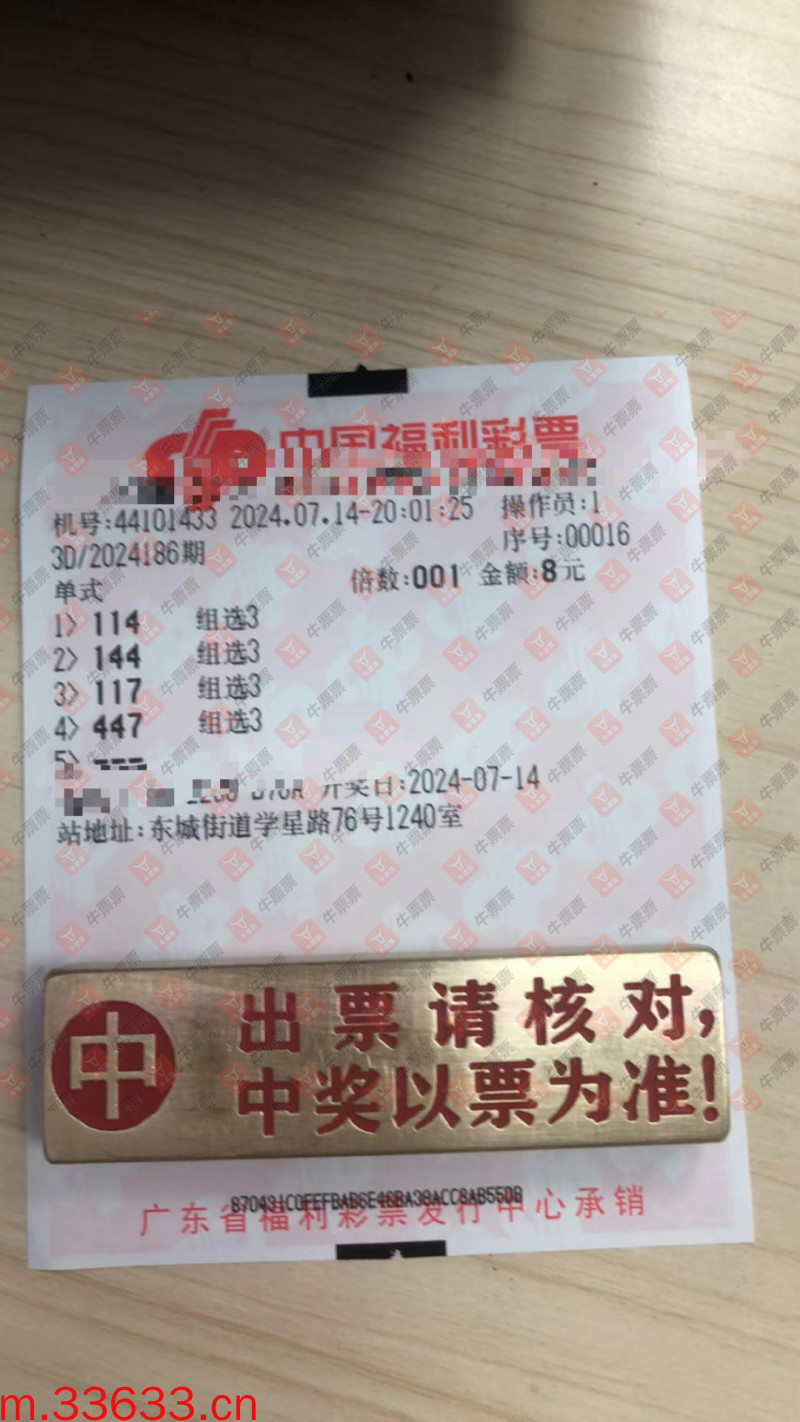 中国福利彩票
机号:44101433 2024.07.14-20:01:25 操作员:1
3D/2024186期 序号:00016
单式 倍数:001 金额:8元
1> 114 组选3
2> 144 组选3
3> 117 组选3
4> 447 组选3
5> ---
开奖日:2024-07-14
站地址:东城街道学星路76号1240室
中 出票请核对,
中奖以票为准!
广东省福利彩票发行中心承销
牛票票
m.33633.cn